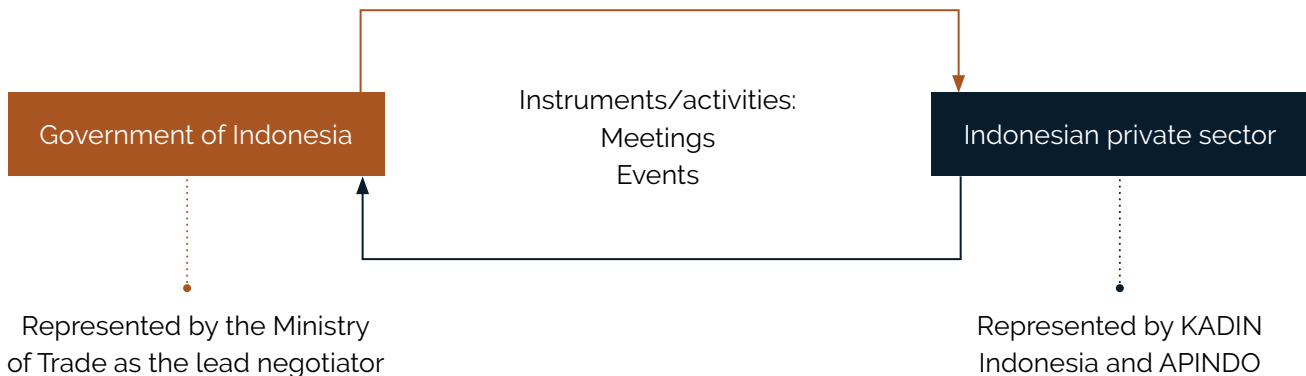 Government of Indonesia
Instruments/activities:
Meetings
Events
Indonesian private sector
Represented by the Ministry
of Trade as the lead negotiator
Represented by KADIN
Indonesia and APINDO